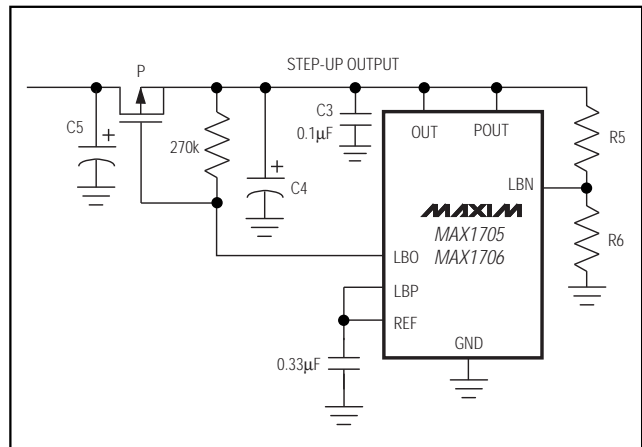 P
STEP-UP OUTPUT
C5
+
270k
+
C4
C3
0.1µF
OUT
POUT
R5
LBN
MAXIM
MAX1705
MAX1706
R6
LBO
LBP
REF
GND
0.33µF